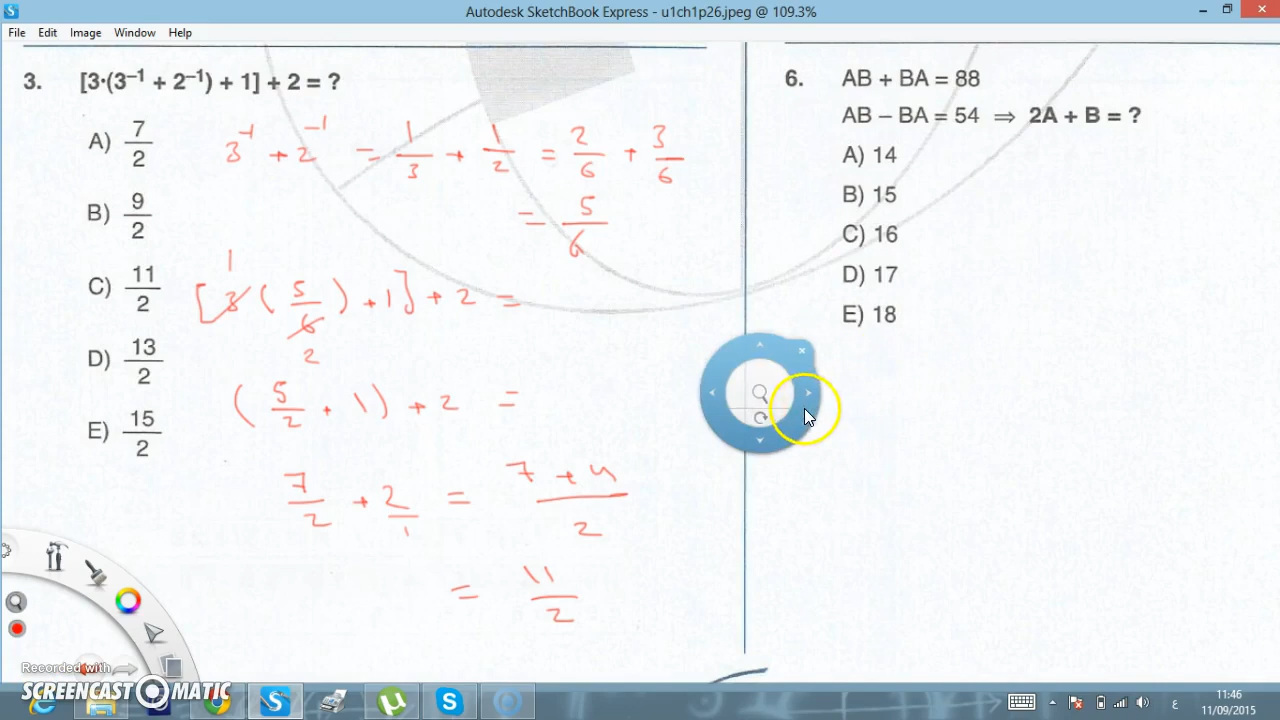 Autodesk SketchBook Express - u1ch1p26.jpeg @ 109.3%
File Edit Image Window Help
3. [3·(3⁻¹ + 2⁻¹) + 1] + 2 = ?
A) 7/2
B) 9/2
C) 11/2
D) 13/2
E) 15/2
3⁻¹ + 2⁻¹ = 1/3 + 1/2 = 2/6 + 3/6
= 5/6
1
[3 ( 5/6 ) + 1] + 2 =
2
( 5/2 + 1 ) + 2 =
7/2 + 2/1 = 7 + 4/2
= 11/2
6. AB + BA = 88
AB – BA = 54 ⇒ 2A + B = ?
A) 14
B) 15
C) 16
D) 17
E) 18
Recorded with
SCREENCAST MATIC
11:46
11/09/2015
ع